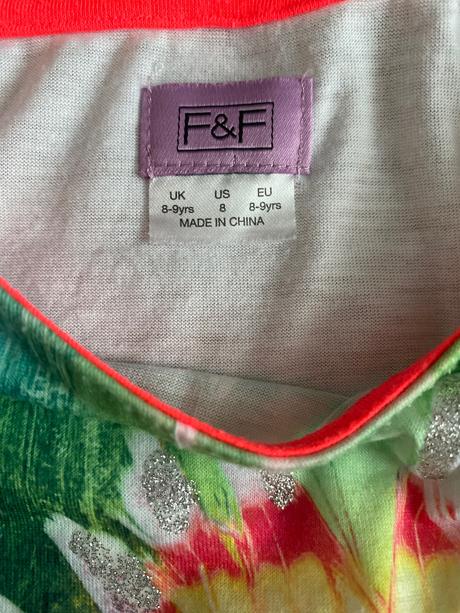 F&F
UK US EU
8-9yrs 8 8-9yrs
MADE IN CHINA